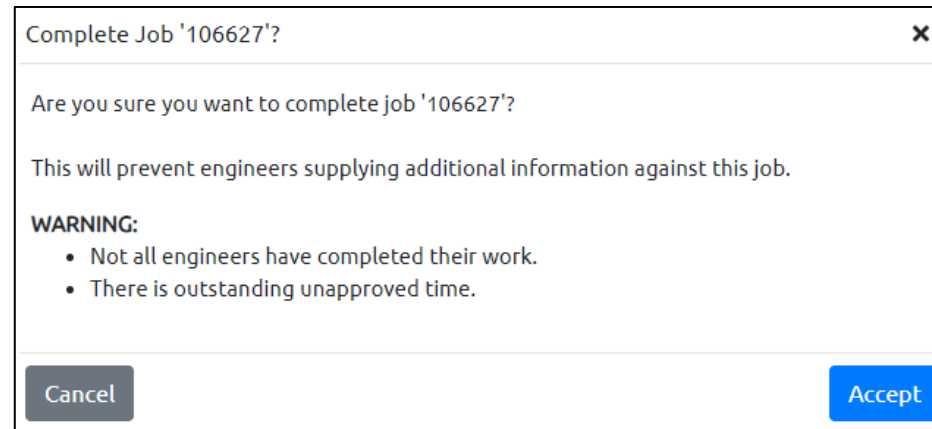 Complete Job '106627'?
Are you sure you want to complete job '106627'?
This will prevent engineers supplying additional information against this job.
WARNING:
• Not all engineers have completed their work.
• There is outstanding unapproved time.
Cancel
Accept